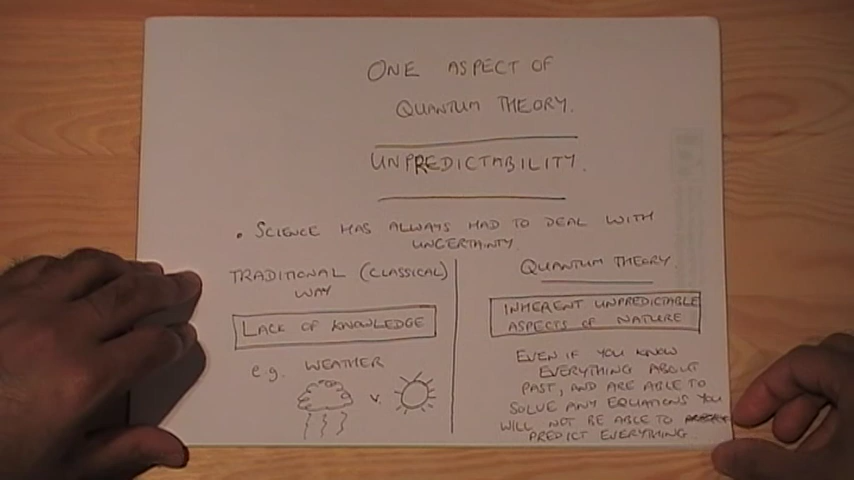 ONE ASPECT OF
QUANTUM THEORY.
UNPREDICTABILITY.
• SCIENCE HAS ALWAYS HAD TO DEAL WITH
UNCERTAINTY.
TRADITIONAL (CLASSICAL)
WAY
LACK OF KNOWLEDGE
e.g. WEATHER
v.
QUANTUM THEORY.
INHERENT UNPREDICTABLE
ASPECTS OF NATURE
EVEN IF YOU KNOW
EVERYTHING ABOUT
PAST, AND ARE ABLE TO
SOLVE ANY EQUATIONS YOU
WILL NOT BE ABLE TO
PREDICT EVERYTHING.